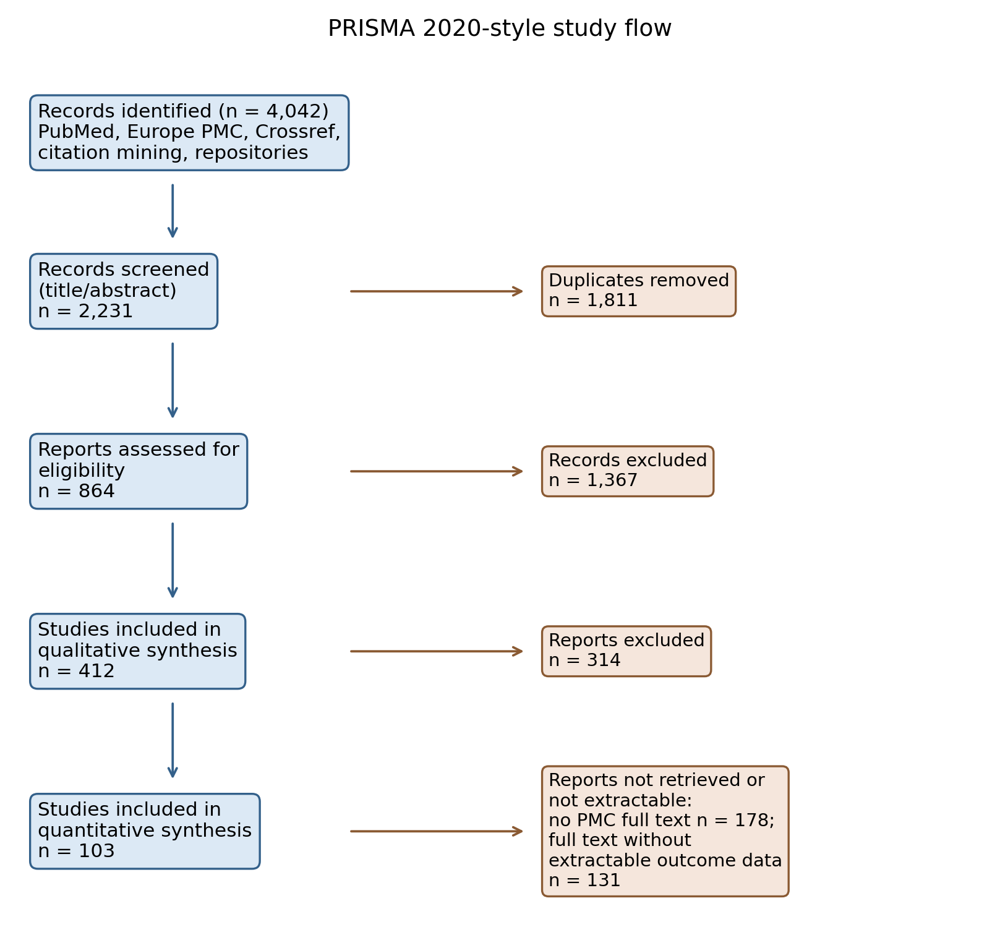 PRISMA 2020-style study flow
Records identified (n = 4,042)
PubMed, Europe PMC, Crossref,
citation mining, repositories
Records screened
(title/abstract)
n = 2,231
Duplicates removed
n = 1,811
Reports assessed for
eligibility
n = 864
Records excluded
n = 1,367
Studies included in
qualitative synthesis
n = 412
Reports excluded
n = 314
Studies included in
quantitative synthesis
n = 103
Reports not retrieved or
not extractable:
no PMC full text n = 178;
full text without
extractable outcome data
n = 131